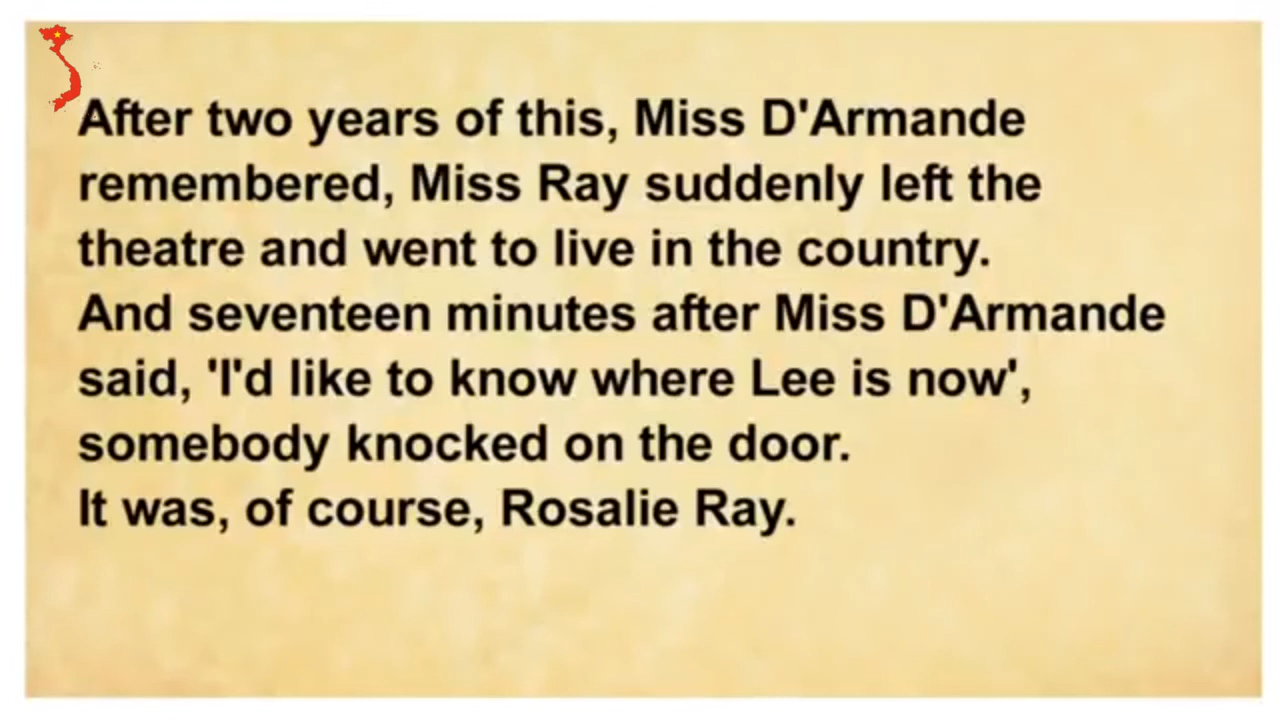 After two years of this, Miss D'Armande
remembered, Miss Ray suddenly left the
theatre and went to live in the country.
And seventeen minutes after Miss D'Armande
said, 'I'd like to know where Lee is now',
somebody knocked on the door.
It was, of course, Rosalie Ray.